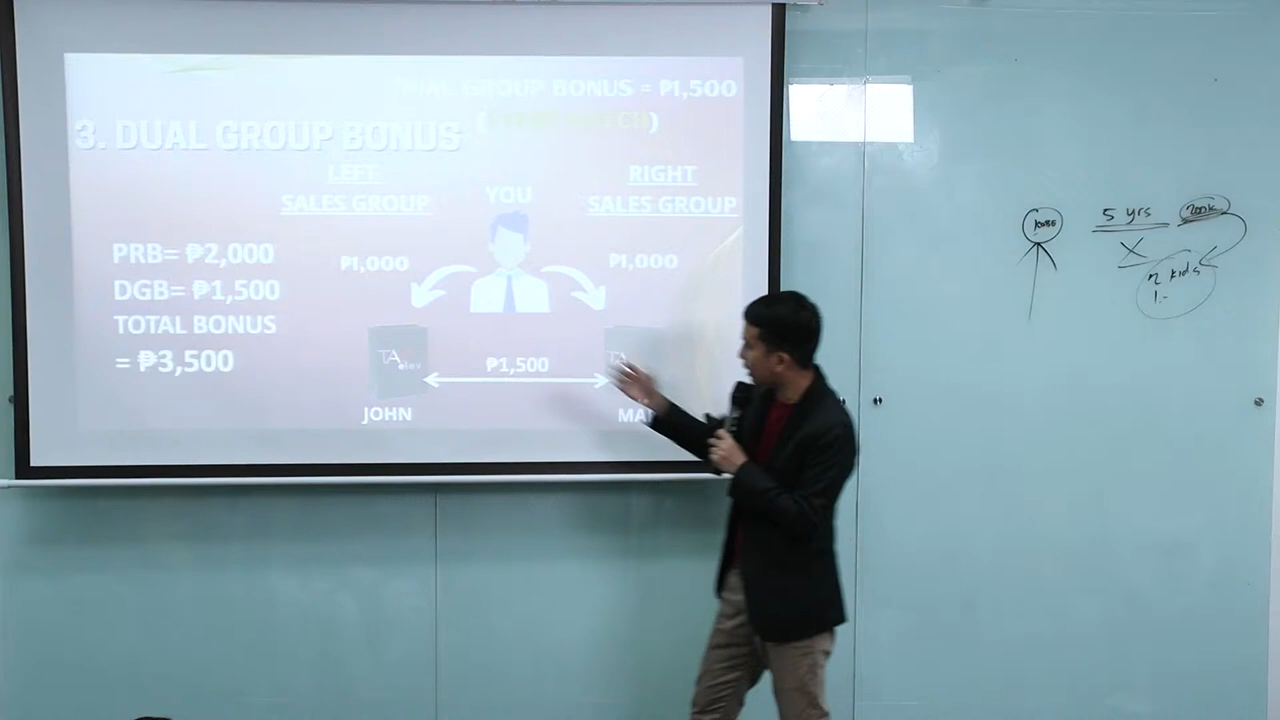 DUAL GROUP BONUS = ₱1,500
3. DUAL GROUP BONUS
LEFT
SALES GROUP
YOU
RIGHT
SALES GROUP
PRB= ₱2,000
DGB= ₱1,500
TOTAL BONUS
= ₱3,500
₱1,000
₱1,000
TA
₱1,500
TA
JOHN
5 yrs
200k
X
2 kids